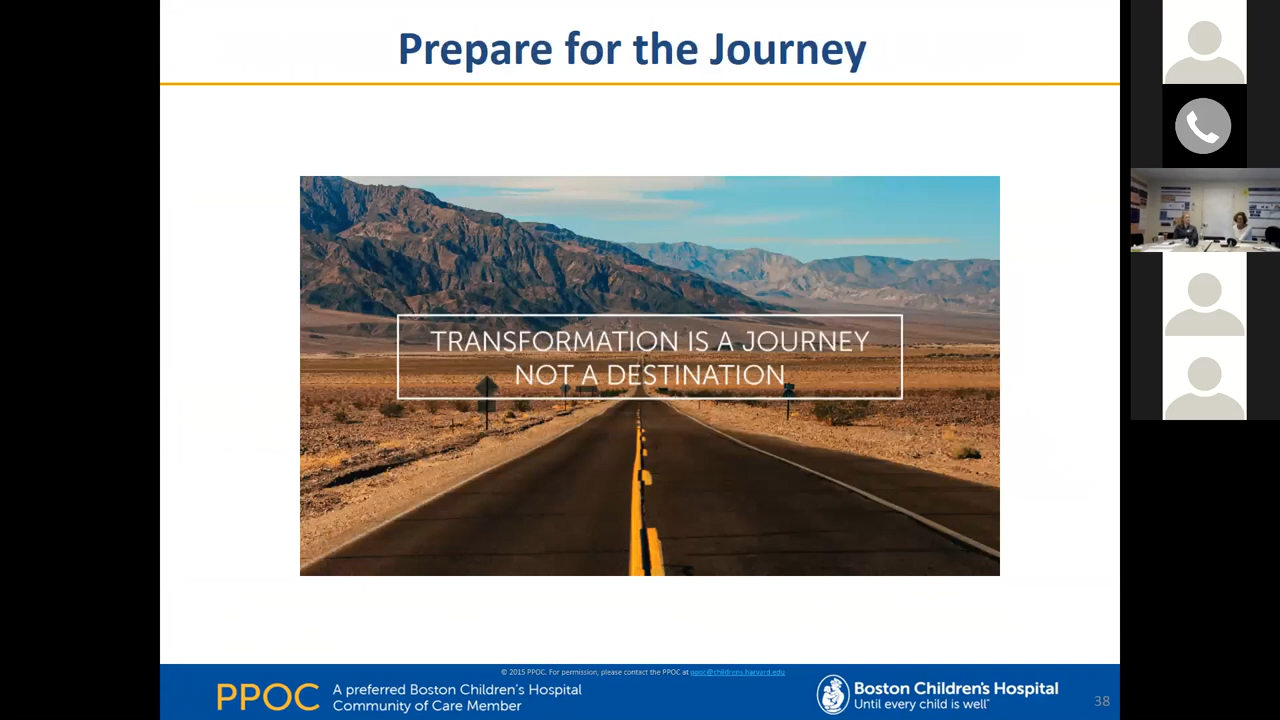 Prepare for the Journey
TRANSFORMATION IS A JOURNEY
NOT A DESTINATION
© 2015 PPOC. For permission, please contact the PPOC at ppoc@childrens.harvard.edu
PPOC
A preferred Boston Children's Hospital
Community of Care Member
Boston Children's Hospital
Until every child is well™
38